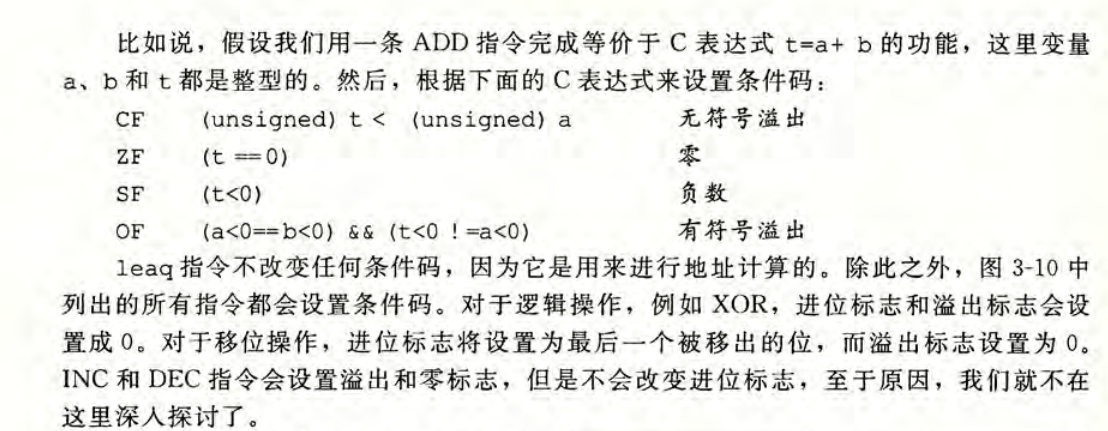 比如说，假设我们用一条 ADD 指令完成等价于 C 表达式 t=a+ b 的功能，这里变量
a、b 和 t 都是整型的。然后，根据下面的 C 表达式来设置条件码：
CF (unsigned) t < (unsigned) a 无符号溢出
ZF (t ==0) 零
SF (t<0) 负数
OF (a<0==b<0) && (t<0 !=a<0) 有符号溢出
leaq 指令不改变任何条件码，因为它是用来进行地址计算的。除此之外，图 3-10 中
列出的所有指令都会设置条件码。对于逻辑操作，例如 XOR，进位标志和溢出标志会设
置成 0。对于移位操作，进位标志将设置为最后一个被移出的位，而溢出标志设置为 0。
INC 和 DEC 指令会设置溢出和零标志，但是不会改变进位标志，至于原因，我们就不在
这里深入探讨了。